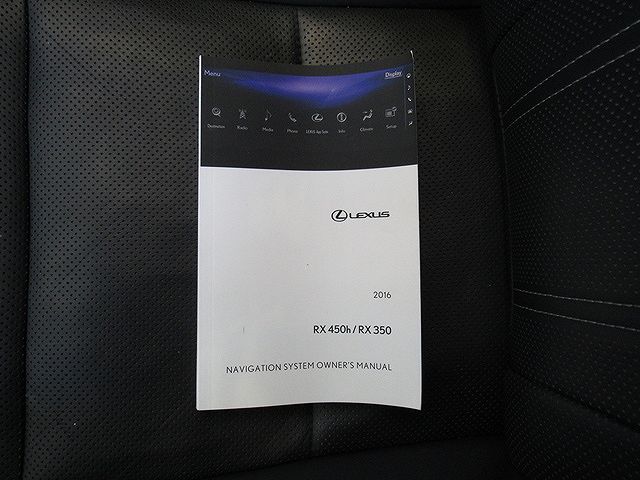 Menu Display
Destination Radio Media Phone LEXUS App Suite Info Climate Setup
LEXUS
2016
RX 450h / RX 350
NAVIGATION SYSTEM OWNER'S MANUAL